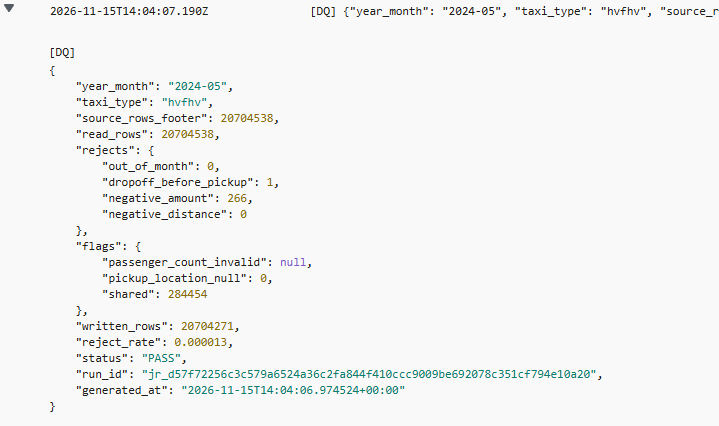 2026-11-15T14:04:07.190Z [DQ] {"year_month": "2024-05", "taxi_type": "hvfhv", "source_r
[DQ]
{
    "year_month": "2024-05",
    "taxi_type": "hvfhv",
    "source_rows_footer": 20704538,
    "read_rows": 20704538,
    "rejects": {
        "out_of_month": 0,
        "dropoff_before_pickup": 1,
        "negative_amount": 266,
        "negative_distance": 0
    },
    "flags": {
        "passenger_count_invalid": null,
        "pickup_location_null": 0,
        "shared": 284454
    },
    "written_rows": 20704271,
    "reject_rate": 0.000013,
    "status": "PASS",
    "run_id": "jr_d57f72256c3c579a6524a36c2fa844f410ccc9009be692078c351cf794e10a20",
    "generated_at": "2026-11-15T14:04:06.974524+00:00"
}